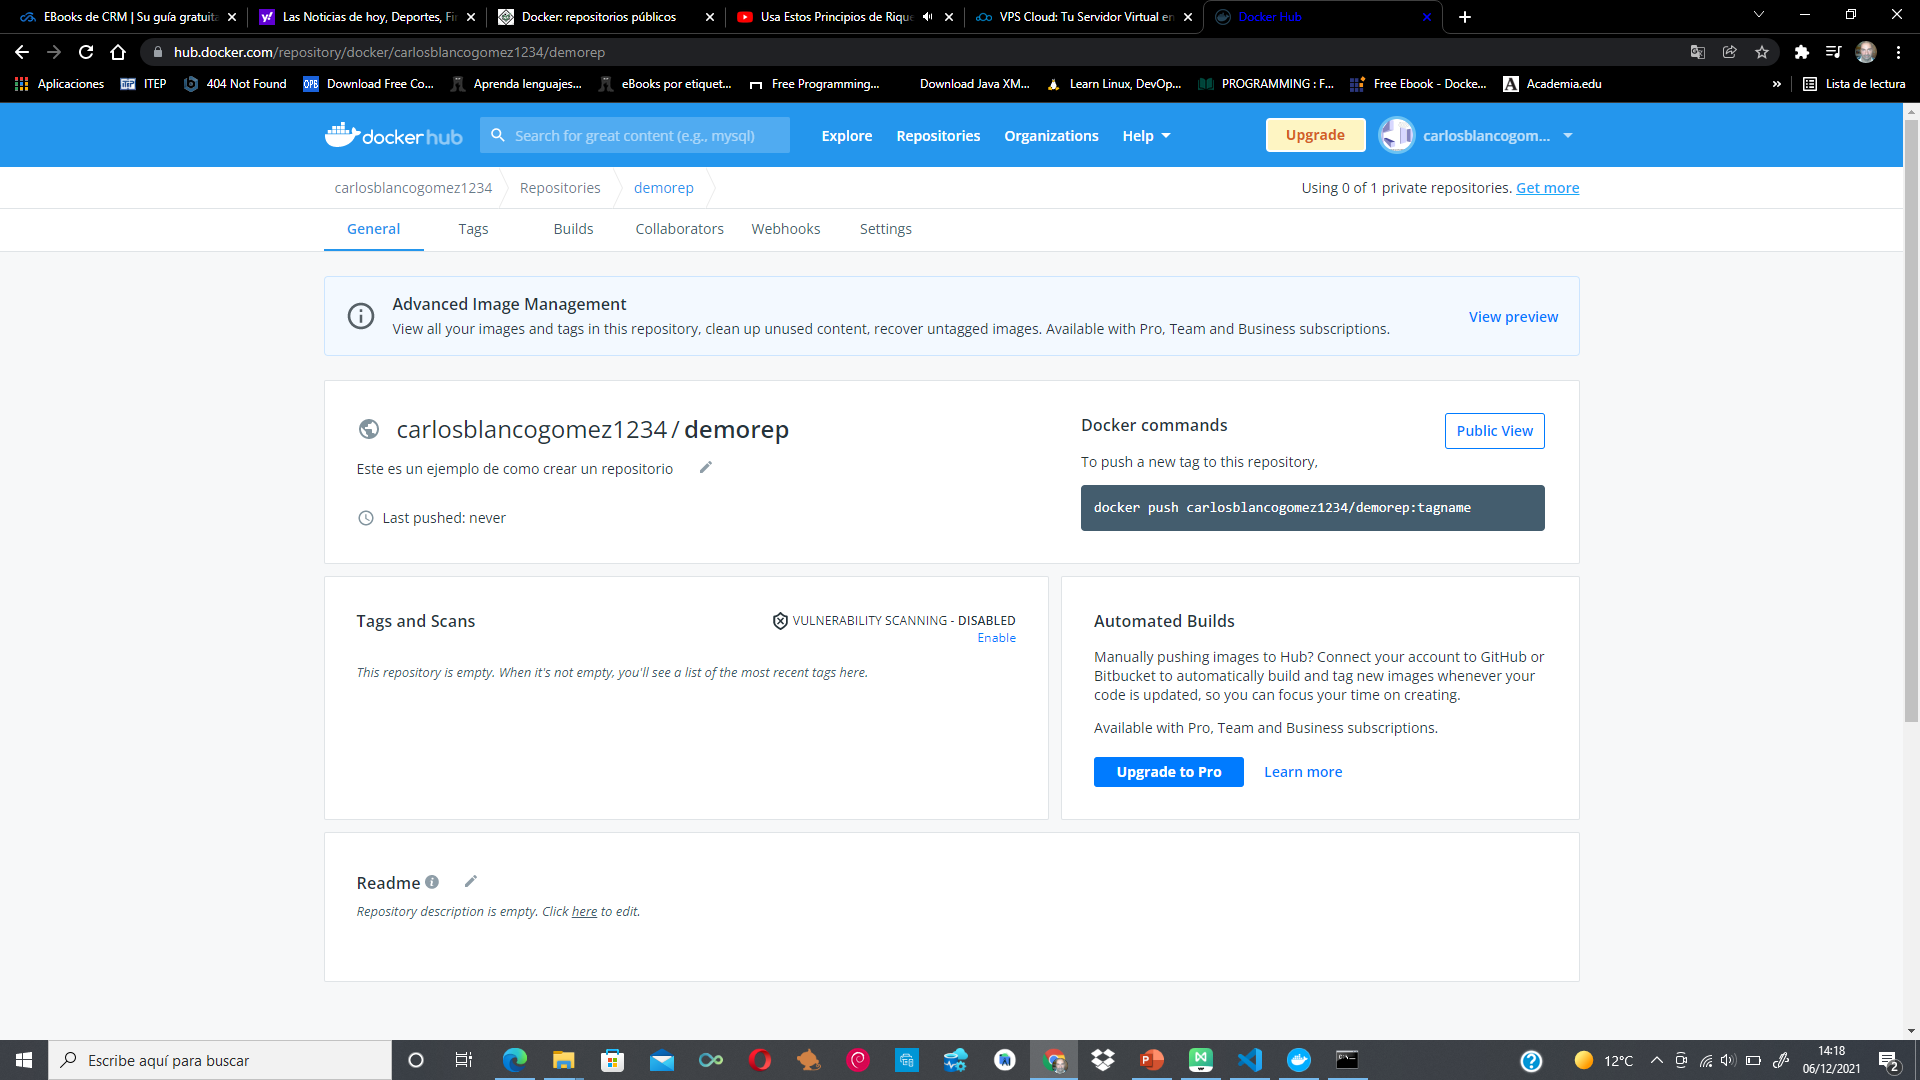 EBooks de CRM | Su guía gratuita
Las Noticias de hoy, Deportes, Fin
Docker: repositorios públicos
Usa Estos Principios de Rique
VPS Cloud: Tu Servidor Virtual en
Docker Hub
hub.docker.com/repository/docker/carlosblancogomez1234/demorep
Aplicaciones
ITEP
404 Not Found
Download Free Co...
Aprenda lenguajes...
eBooks por etiquet...
Free Programming...
Download Java XM...
Learn Linux, DevOp...
PROGRAMMING : F...
Free Ebook - Docke...
Academia.edu
»
Lista de lectura
docker hub
Search for great content (e.g., mysql)
Explore
Repositories
Organizations
Help
Upgrade
carlosblancogom...
carlosblancogomez1234
Repositories
demorep
Using 0 of 1 private repositories. Get more
General
Tags
Builds
Collaborators
Webhooks
Settings
Advanced Image Management
View all your images and tags in this repository, clean up unused content, recover untagged images. Available with Pro, Team and Business subscriptions.
View preview
carlosblancogomez1234 / demorep
Este es un ejemplo de como crear un repositorio
Last pushed: never
Docker commands
Public View
To push a new tag to this repository,
docker push carlosblancogomez1234/demorep:tagname
Tags and Scans
VULNERABILITY SCANNING - DISABLED
Enable
This repository is empty. When it's not empty, you'll see a list of the most recent tags here.
Automated Builds
Manually pushing images to Hub? Connect your account to GitHub or
Bitbucket to automatically build and tag new images whenever your
code is updated, so you can focus your time on creating.
Available with Pro, Team and Business subscriptions.
Upgrade to Pro
Learn more
Readme
Repository description is empty. Click here to edit.
Escribe aquí para buscar
12°C
14:18
06/12/2021
2